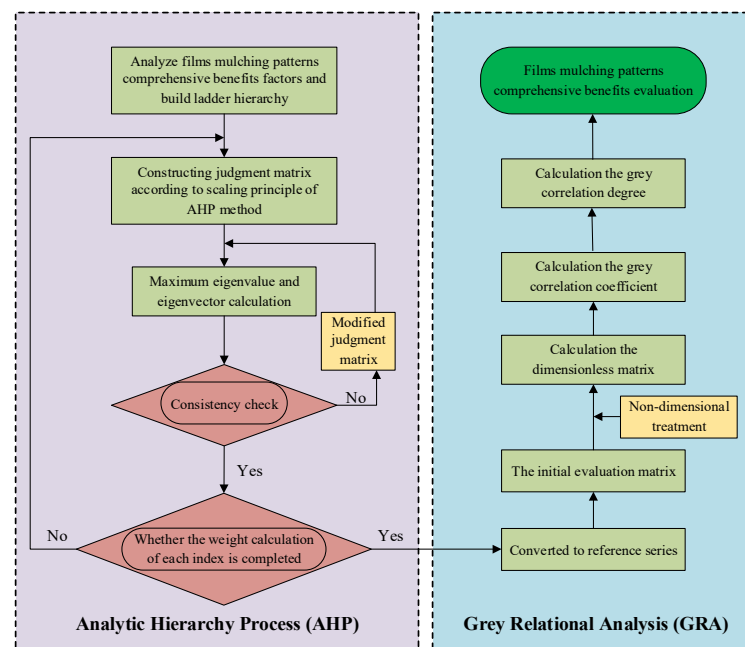 Analyze films mulching patterns
comprehensive benefits factors and
build ladder hierarchy
Constructing judgment matrix
according to scaling principle of
AHP method
Maximum eigenvalue and
eigenvector calculation
Modified
judgment
matrix
Consistency check
No
Yes
No
Whether the weight calculation
of each index is completed
Yes
Analytic Hierarchy Process (AHP)
Films mulching patterns
comprehensive benefits evaluation
Calculation the grey
correlation degree
Calculation the grey
correlation coefficient
Calculation the
dimensionless matrix
Non-dimensional
treatment
The initial evaluation matrix
Converted to reference series
Grey Relational Analysis (GRA)